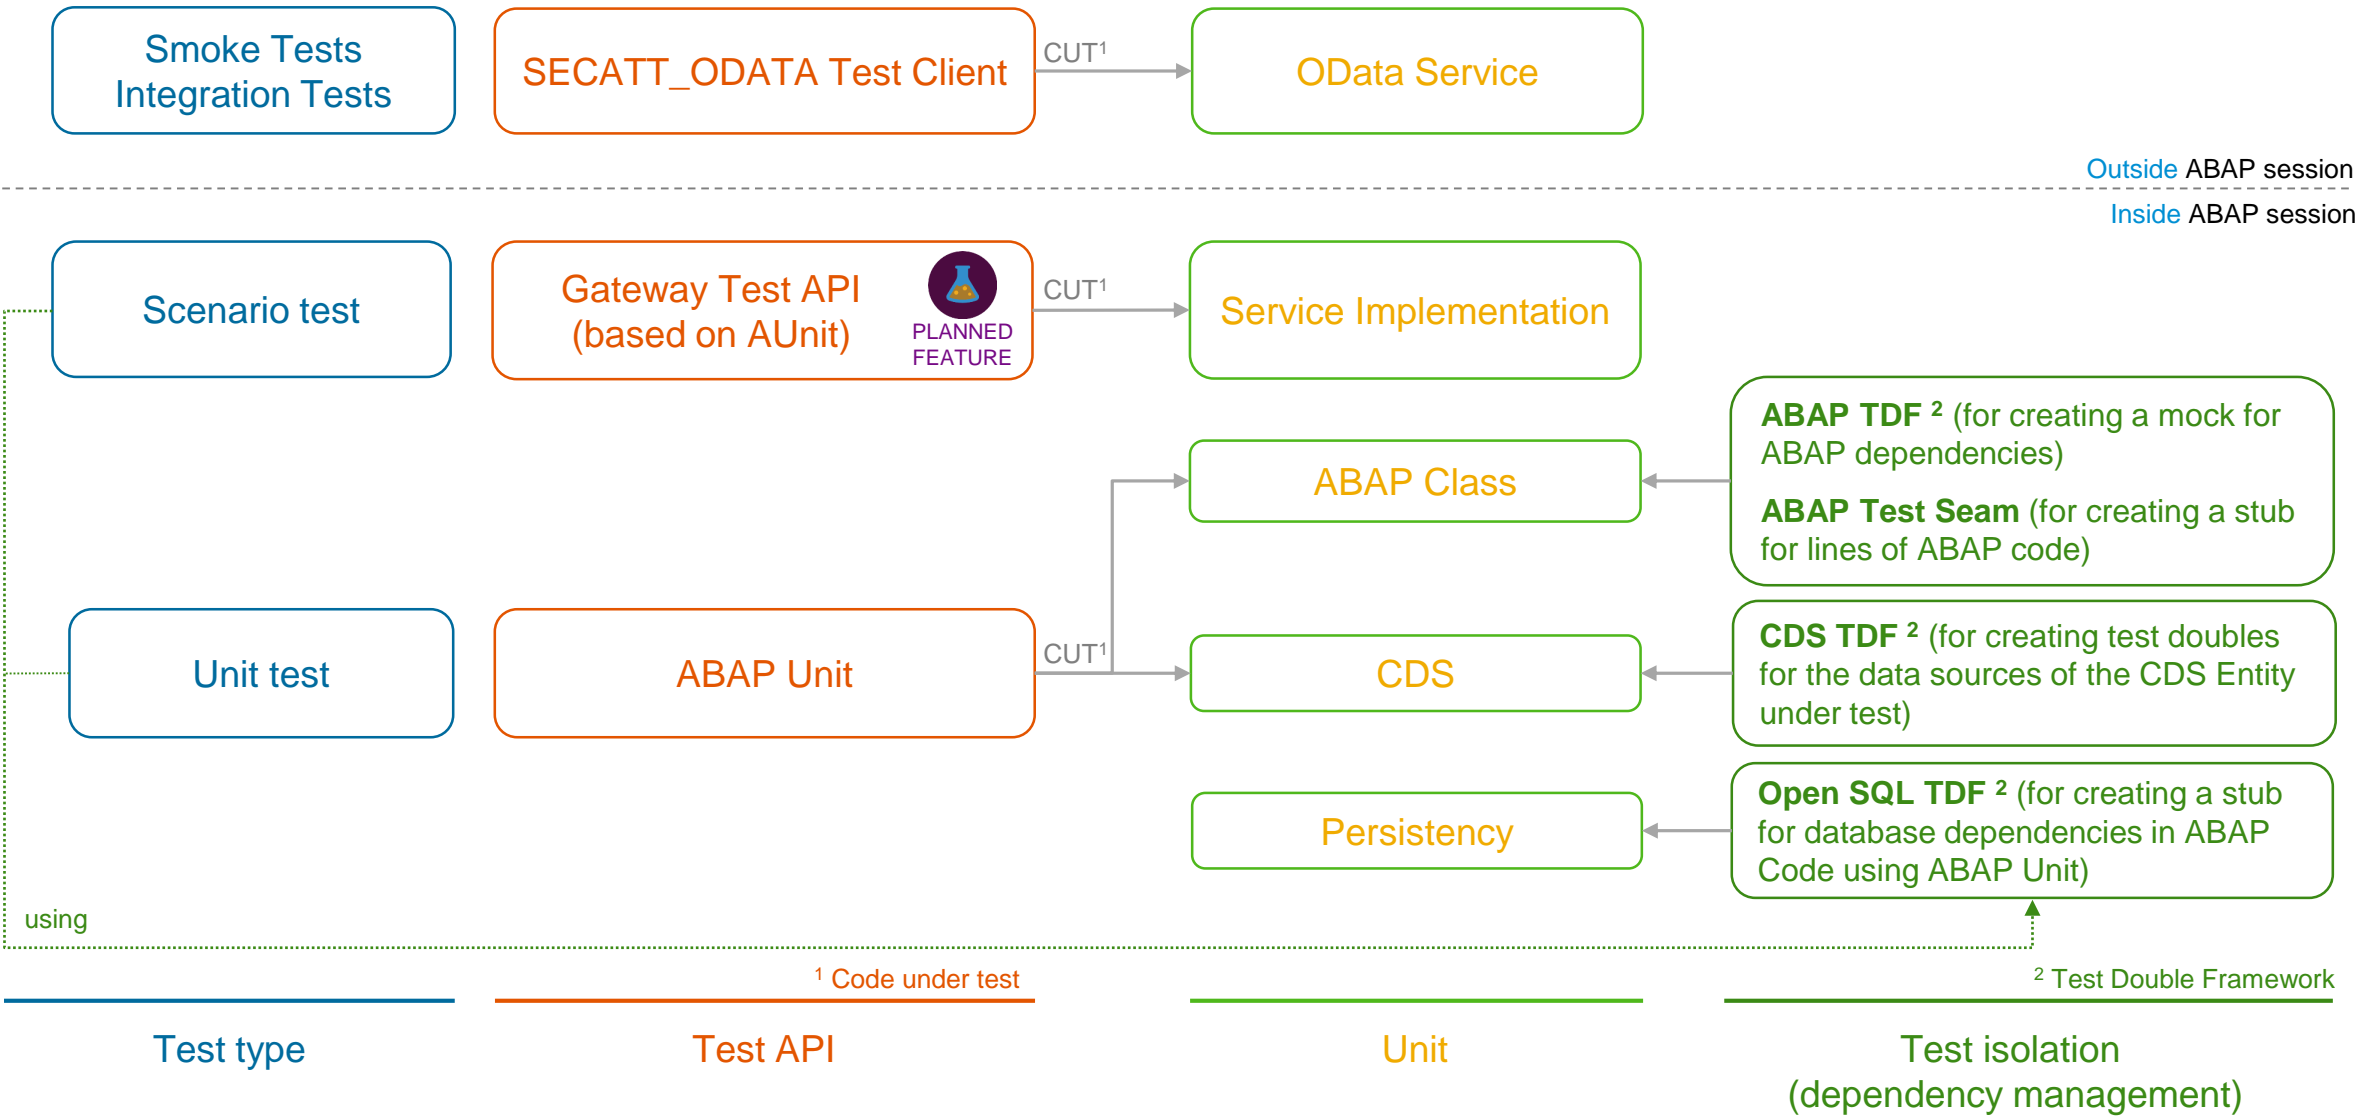 Smoke Tests
Integration Tests
SECATT_ODATA Test Client
CUT¹
OData Service
Outside ABAP session
Inside ABAP session
Scenario test
Gateway Test API
(based on AUnit)
PLANNED
FEATURE
CUT¹
Service Implementation
ABAP Class
ABAP TDF ² (for creating a mock for
ABAP dependencies)
ABAP Test Seam (for creating a stub
for lines of ABAP code)
Unit test
ABAP Unit
CUT¹
CDS
CDS TDF ² (for creating test doubles
for the data sources of the CDS Entity
under test)
Persistency
Open SQL TDF ² (for creating a stub
for database dependencies in ABAP
Code using ABAP Unit)
using
¹ Code under test
² Test Double Framework
Test type
Test API
Unit
Test isolation
(dependency management)